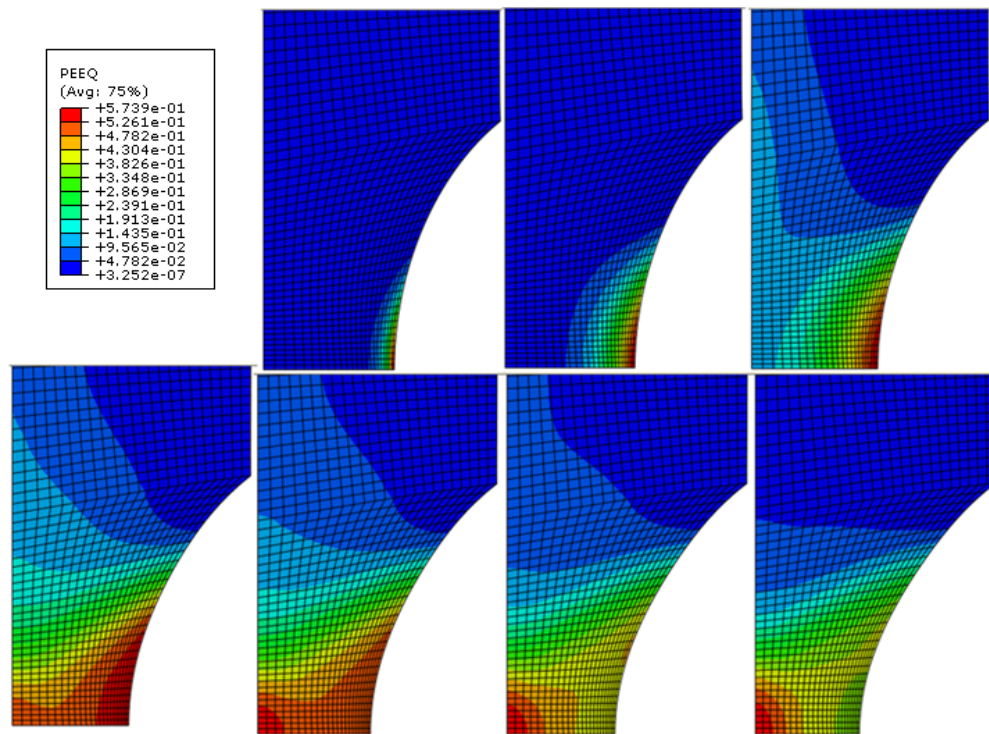 PEEQ
(Avg: 75%)
+5.739e-01
+5.261e-01
+4.782e-01
+4.304e-01
+3.826e-01
+3.348e-01
+2.869e-01
+2.391e-01
+1.913e-01
+1.435e-01
+9.565e-02
+4.782e-02
+3.252e-07